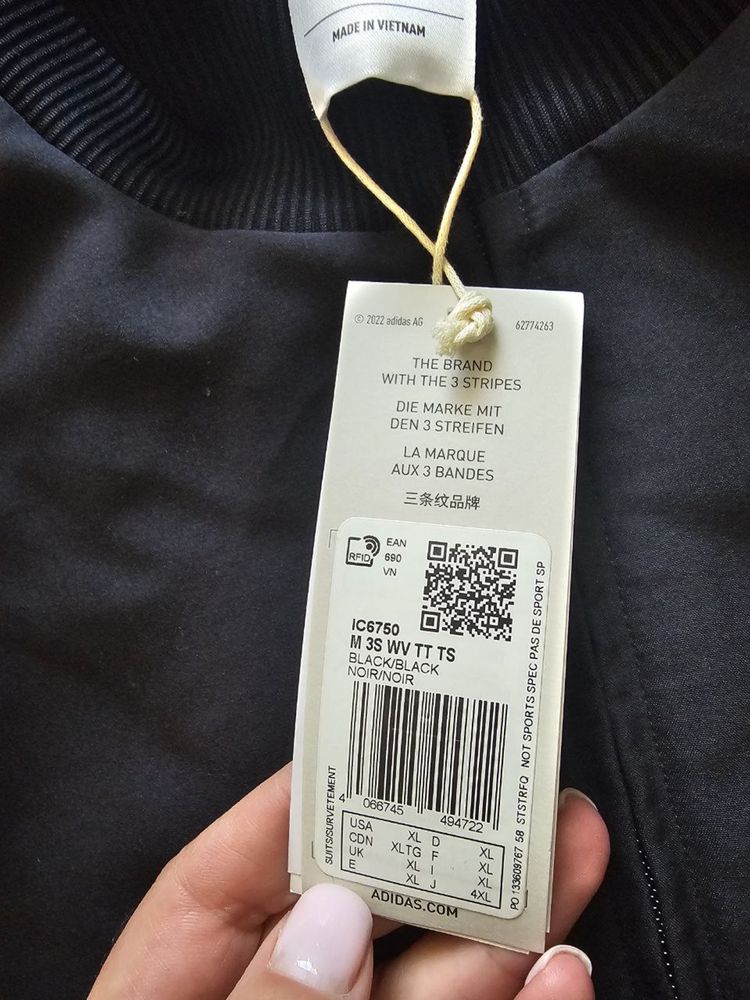 MADE IN VIETNAM
© 2022 adidas AG
62774263
THE BRAND
WITH THE 3 STRIPES
DIE MARKE MIT
DEN 3 STREIFEN
LA MARQUE
AUX 3 BANDES
三条纹品牌
RFID
EAN
690
VN
IC6750
M 3S WV TT TS
BLACK/BLACK
NOIR/NOIR
4 066745 494722
USA XL D XL
CDN XLTG F XL
UK XL I XL
E XL J 4XL
SUITS/SURVETEMENT
PO 133609767 58 STSTRFQ NOT SPORTS SPEC PAS DE SPORT SP
ADIDAS.COM